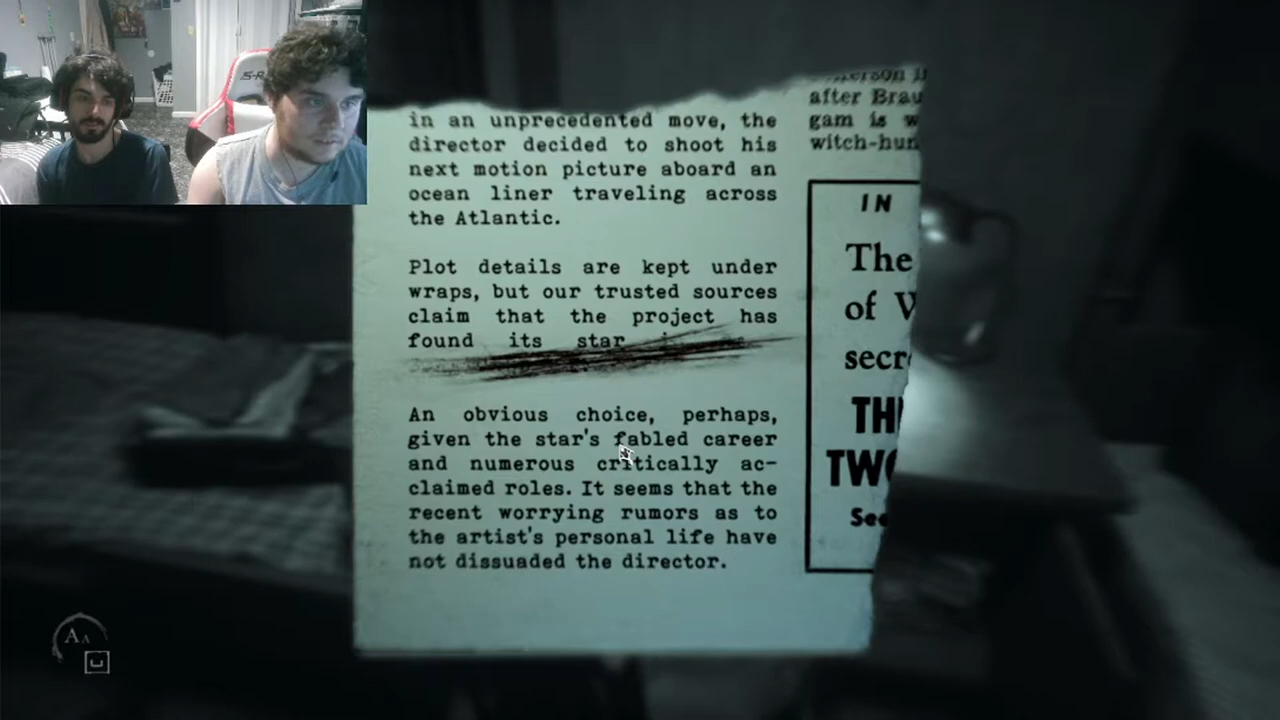 in an unprecedented move, the
director decided to shoot his
next motion picture aboard an
ocean liner traveling across
the Atlantic.
Plot details are kept under
wraps, but our trusted sources
claim that the project has
found its star
An obvious choice, perhaps,
given the star's fabled career
and numerous critically ac-
claimed roles. It seems that the
recent worrying rumors as to
the artist's personal life have
not dissuaded the director.
after Brau
gam is w
witch-hun
IN
The
of V
secr
TH
TWO
See
AA